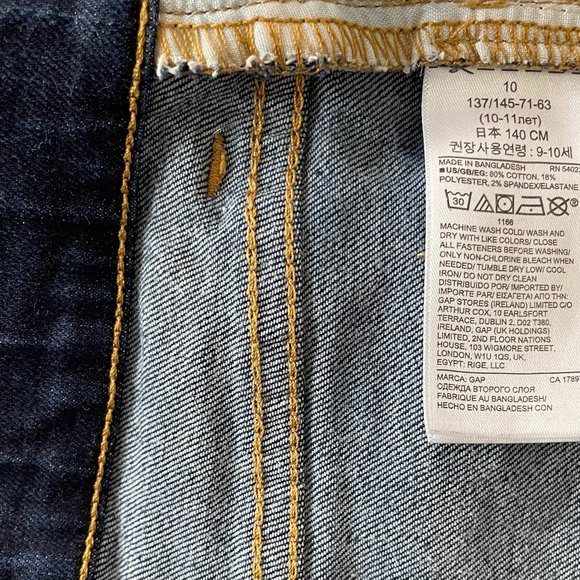 10
137/145-71-63
(10-11лет)
日本 140 CM
권장사용연령 : 9-10세
MADE IN BANGLADESH RN 5402
■US/GB/EG: 80% COTTON, 18%
POLYESTER, 2% SPANDEX/ELASTANE
30
1166
MACHINE WASH COLD/ WASH AND
DRY WITH LIKE COLORS/ CLOSE
ALL FASTENERS BEFORE WASHING/
ONLY NON-CHLORINE BLEACH WHEN
NEEDED/ TUMBLE DRY LOW/ COOL
IRON/ DO NOT DRY CLEAN
DISTRIBUIDO POR/ IMPORTED BY/
IMPORTE PAR/ ΕΙΣΑΓΕΤΑΙ ΑΠΟ ΤΗΝ:
GAP STORES (IRELAND) LIMITED C/O
ARTHUR COX, 10 EARLSFORT
TERRACE, DUBLIN 2, D02 T380,
IRELAND, GAP (UK HOLDINGS)
LIMITED, 2ND FLOOR NATIONS
HOUSE, 103 WIGMORE STREET,
LONDON, W1U 1QS, UK,
EGYPT: RIGE, LLC
MARCA: GAP CA 1789
ОДЕЖДА ВТОРОГО СЛОЯ
FABRIQUE AU BANGLADESH/
HECHO EN BANGLADESH CON